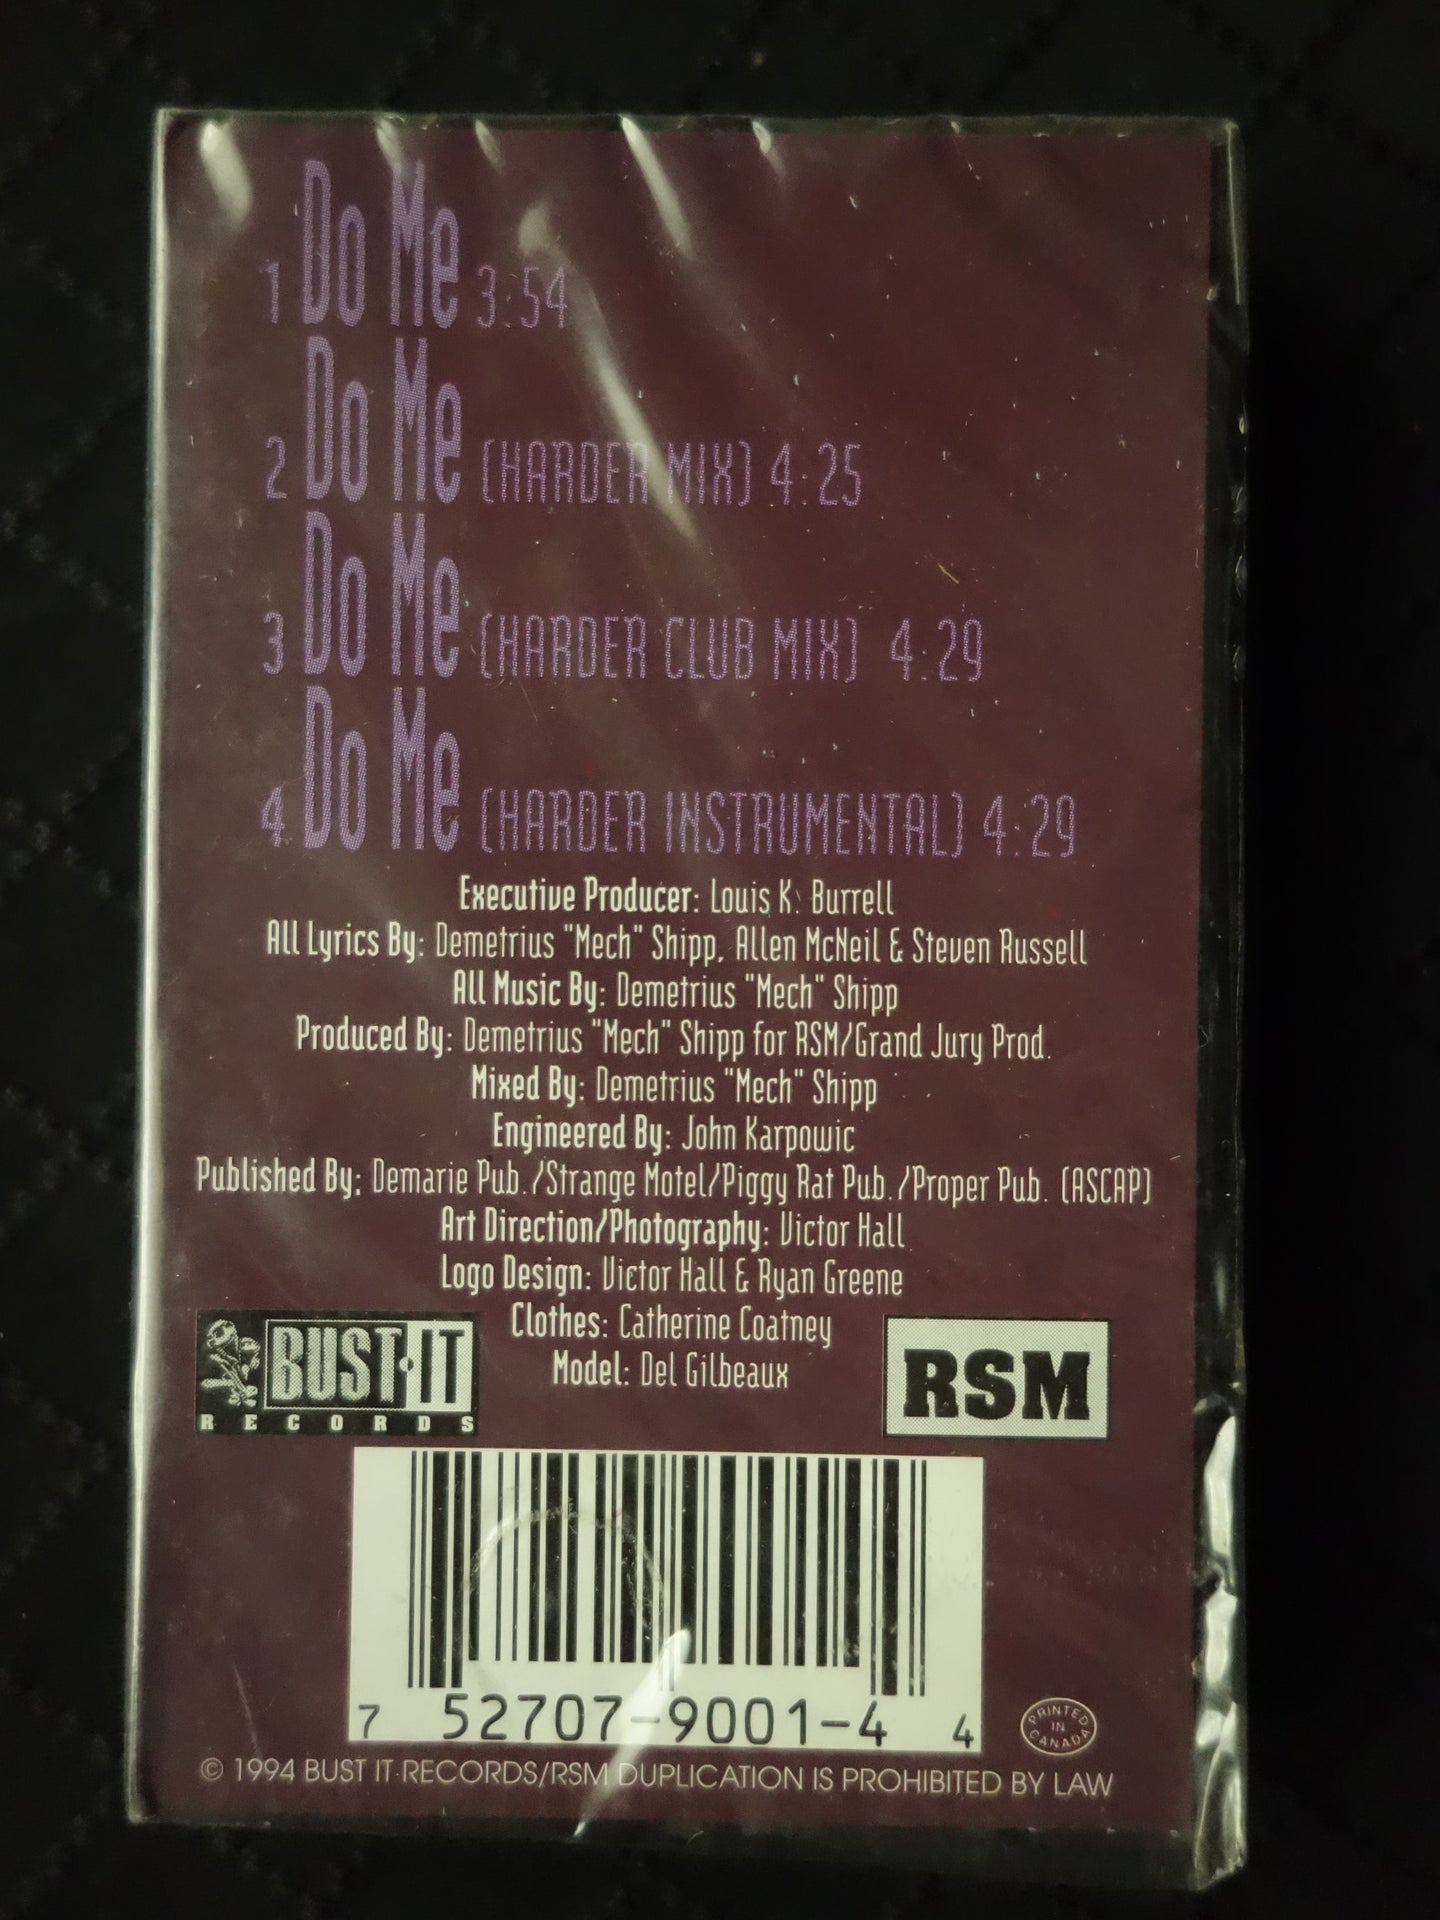 1 Do Me 3:54
2 Do Me (HARDER MIX) 4:25
3 Do Me (HARDER CLUB MIX) 4:29
4 Do Me (HARDER INSTRUMENTAL) 4:29
Executive Producer: Louis K. Burrell
All Lyrics By: Demetrius "Mech" Shipp, Allen McNeil & Steven Russell
All Music By: Demetrius "Mech" Shipp
Produced By: Demetrius "Mech" Shipp for RSM/Grand Jury Prod.
Mixed By: Demetrius "Mech" Shipp
Engineered By: John Karpowic
Published By: Demarie Pub./Strange Motel/Piggy Rat Pub./Proper Pub. (ASCAP)
Art Direction/Photography: Victor Hall
Logo Design: Victor Hall & Ryan Greene
Clothes: Catherine Coatney
Model: Del Gilbeaux
BUST·IT
RECORDS
RSM
7 52707-9001-4 4
PRINTED IN CANADA
© 1994 BUST IT RECORDS/RSM DUPLICATION IS PROHIBITED BY LAW